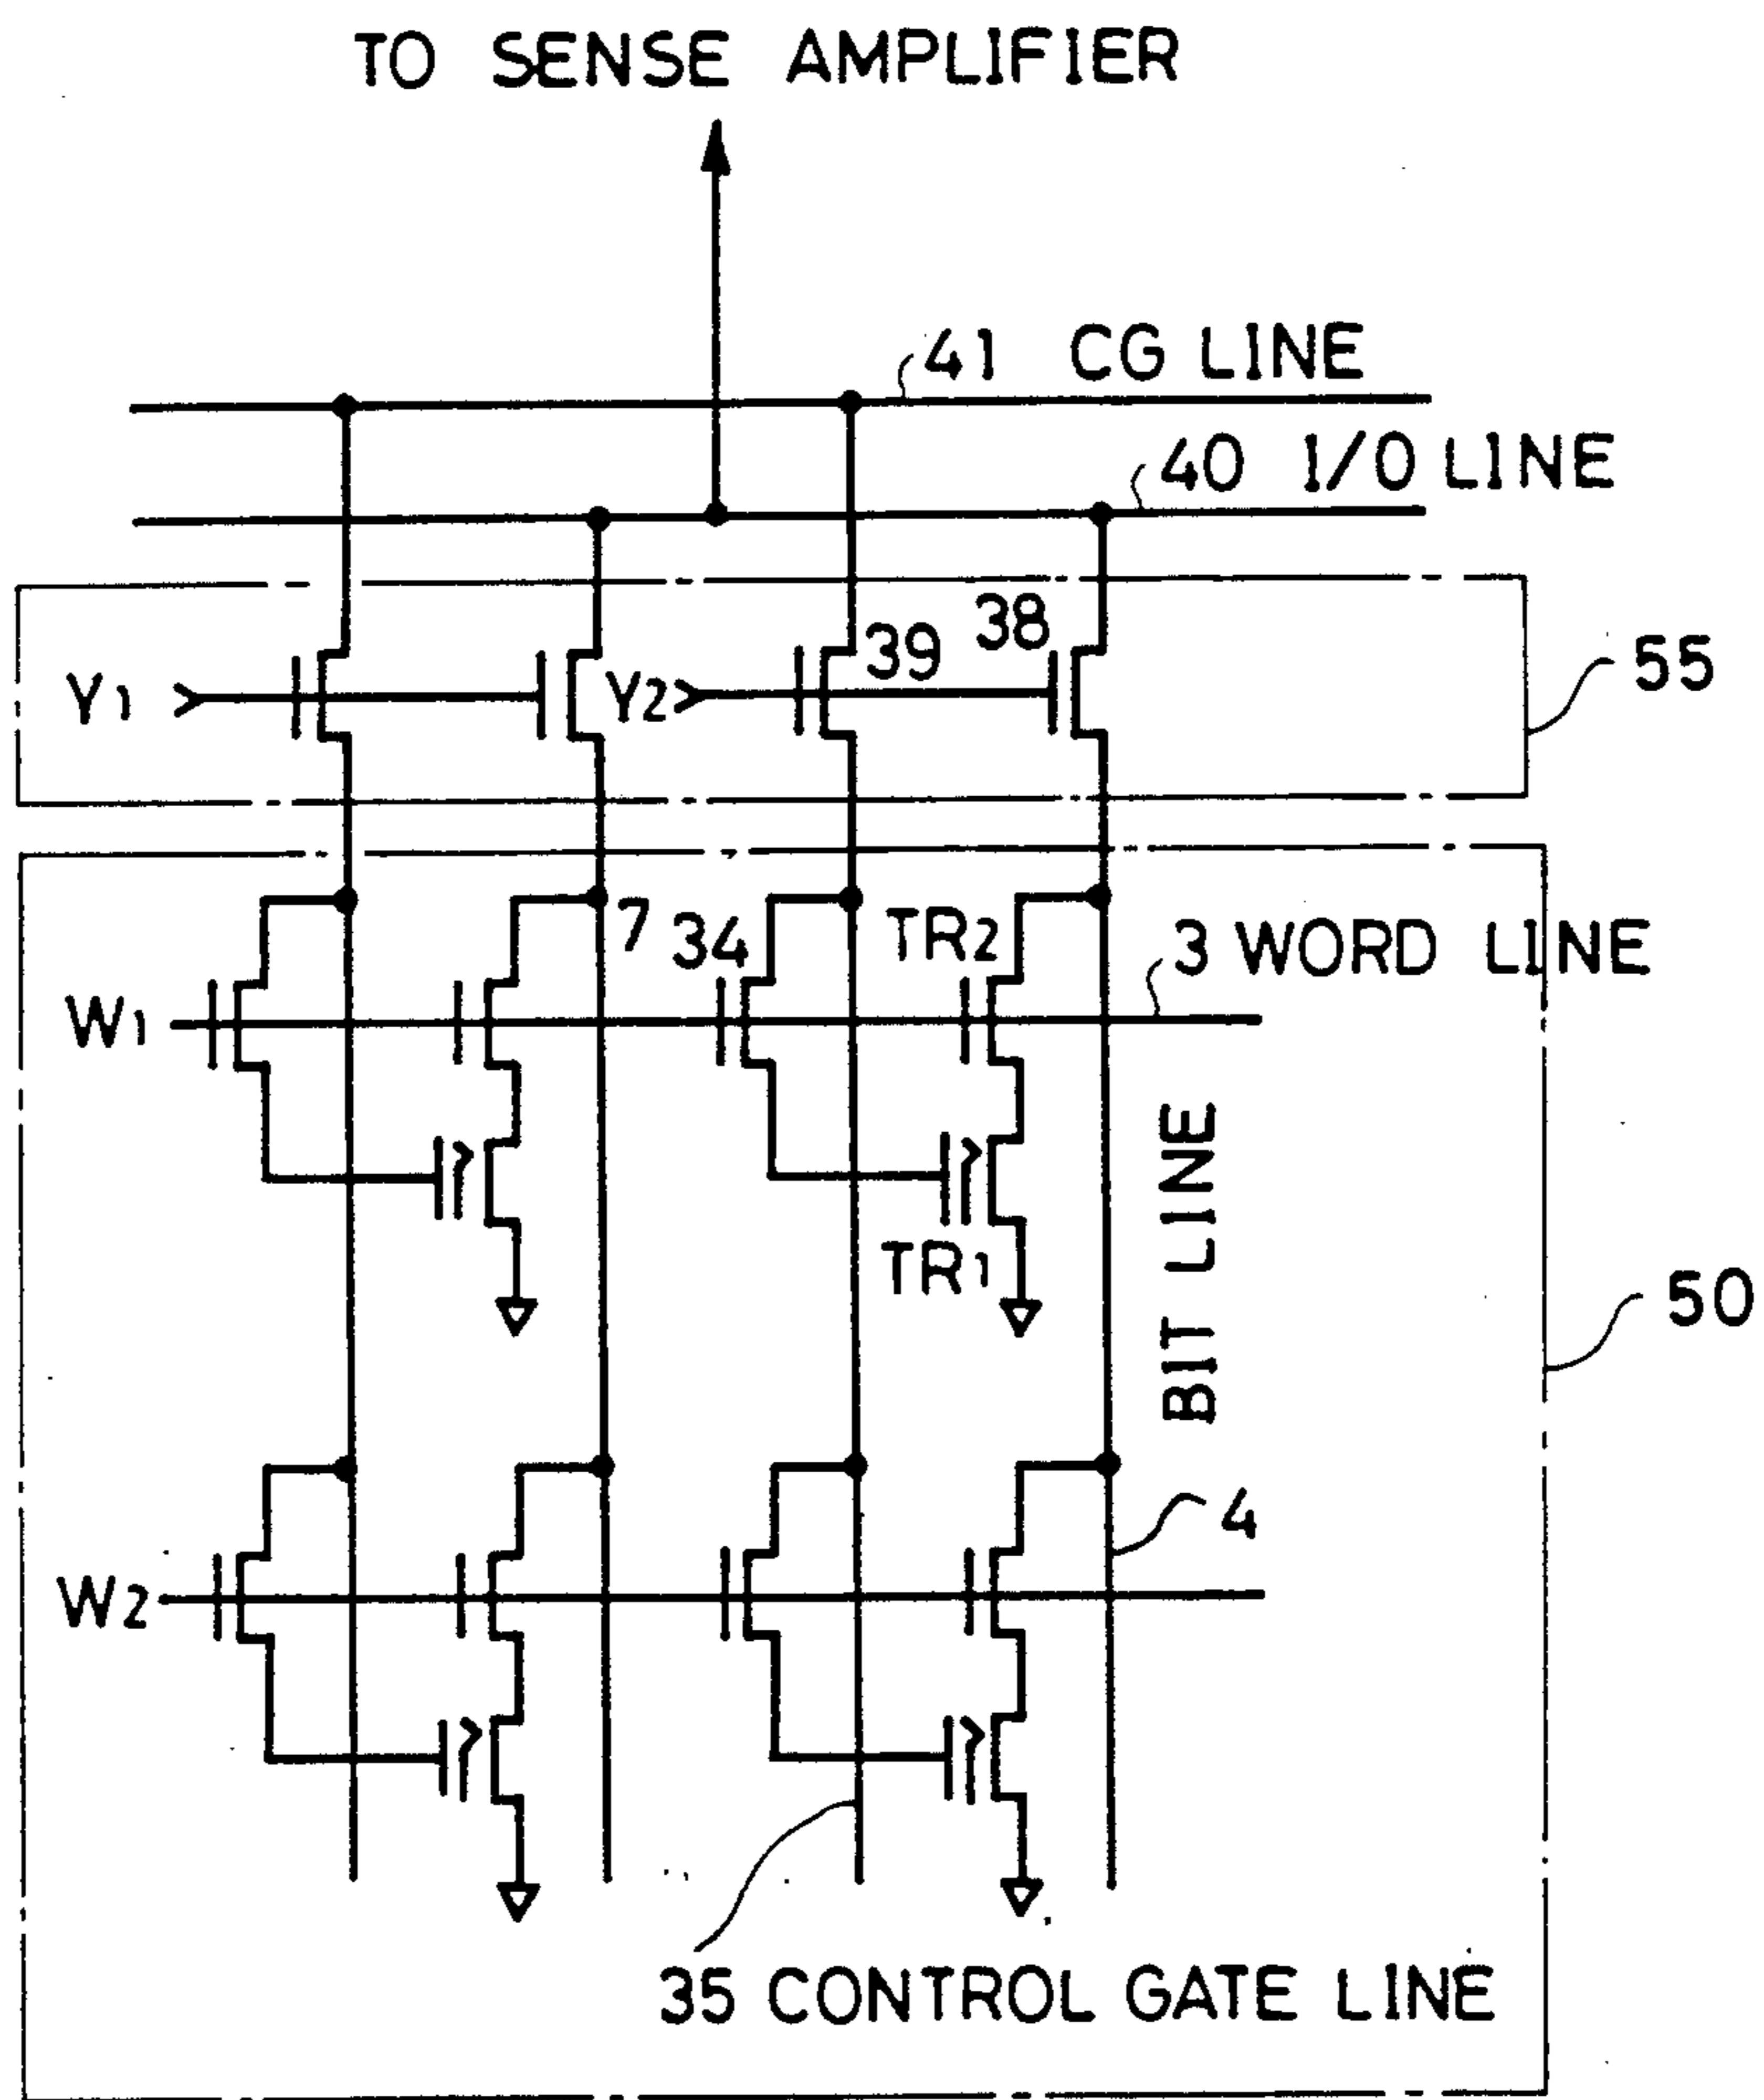 TO SENSE AMPLIFIER
41 CG LINE
40 I/O LINE
39 38
Y1 Y2 55
7 34 TR2 3 WORD LINE
W1
BIT LINE
TR1 50
4
W2
35 CONTROL GATE LINE